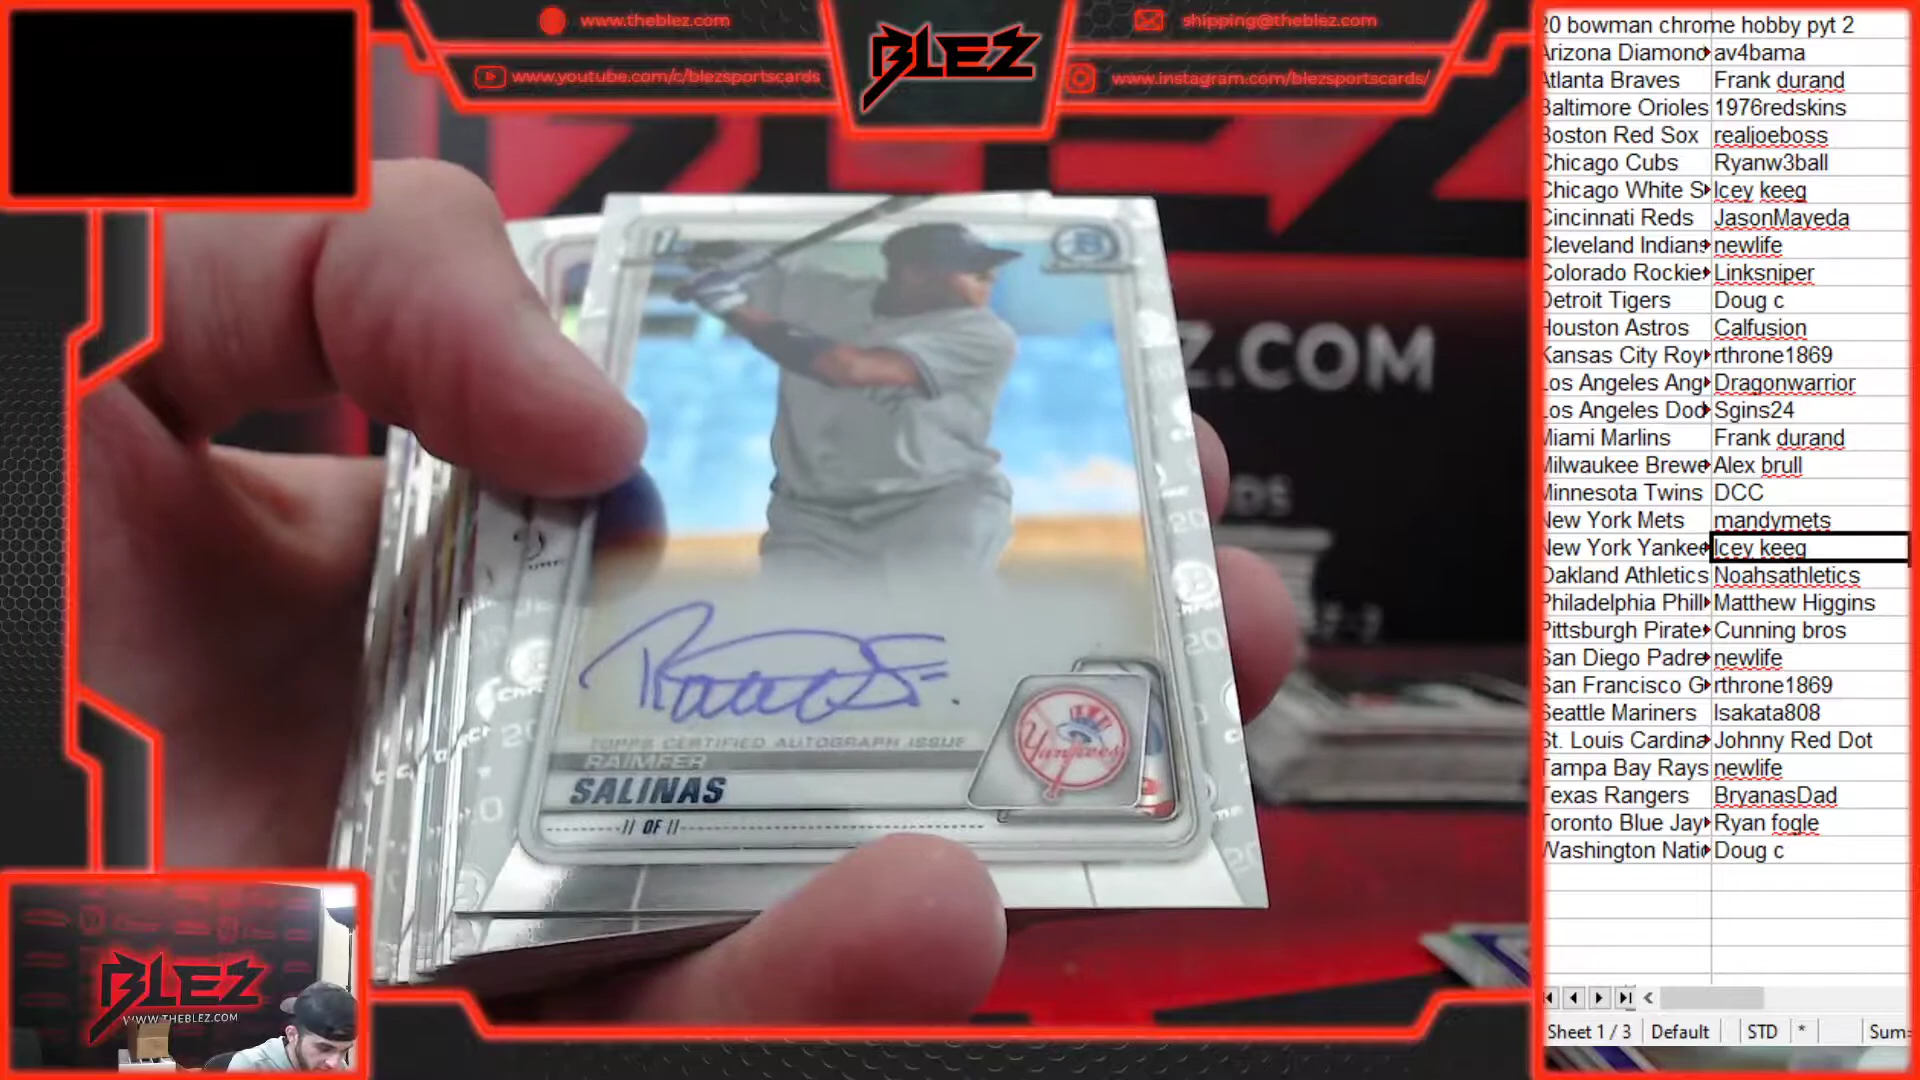 www.theblez.com
shipping@theblez.com
www.youtube.com/c/blezsportscards
BLEZ
www.instagram.com/blezsportscards/
Z.COM
1st
B
TOPPS CERTIFIED AUTOGRAPH ISSUE
RAIMFER
SALINAS
// OF //
Yankees
BLEZ
WWW.THEBLEZ.COM
20 bowman chrome hobby pyt 2
Arizona Diamond av4bama
Atlanta Braves Frank durand
Baltimore Orioles 1976redskins
Boston Red Sox realjoeboss
Chicago Cubs Ryanw3ball
Chicago White S Icey keeg
Cincinnati Reds JasonMayeda
Cleveland Indians newlife
Colorado Rockie Linksniper
Detroit Tigers Doug c
Houston Astros Calfusion
Kansas City Roy rthrone1869
Los Angeles Ang Dragonwarrior
Los Angeles Dod Sgins24
Miami Marlins Frank durand
Milwaukee Brewe Alex brull
Minnesota Twins DCC
New York Mets mandymets
New York Yankee Icey keeg
Oakland Athletics Noahsathletics
Philadelphia Phill Matthew Higgins
Pittsburgh Pirate Cunning bros
San Diego Padre newlife
San Francisco G rthrone1869
Seattle Mariners Isakata808
St. Louis Cardina Johnny Red Dot
Tampa Bay Rays newlife
Texas Rangers BryanasDad
Toronto Blue Jay Ryan fogle
Washington Nati Doug c
Sheet 1 / 3 Default STD * Sum=